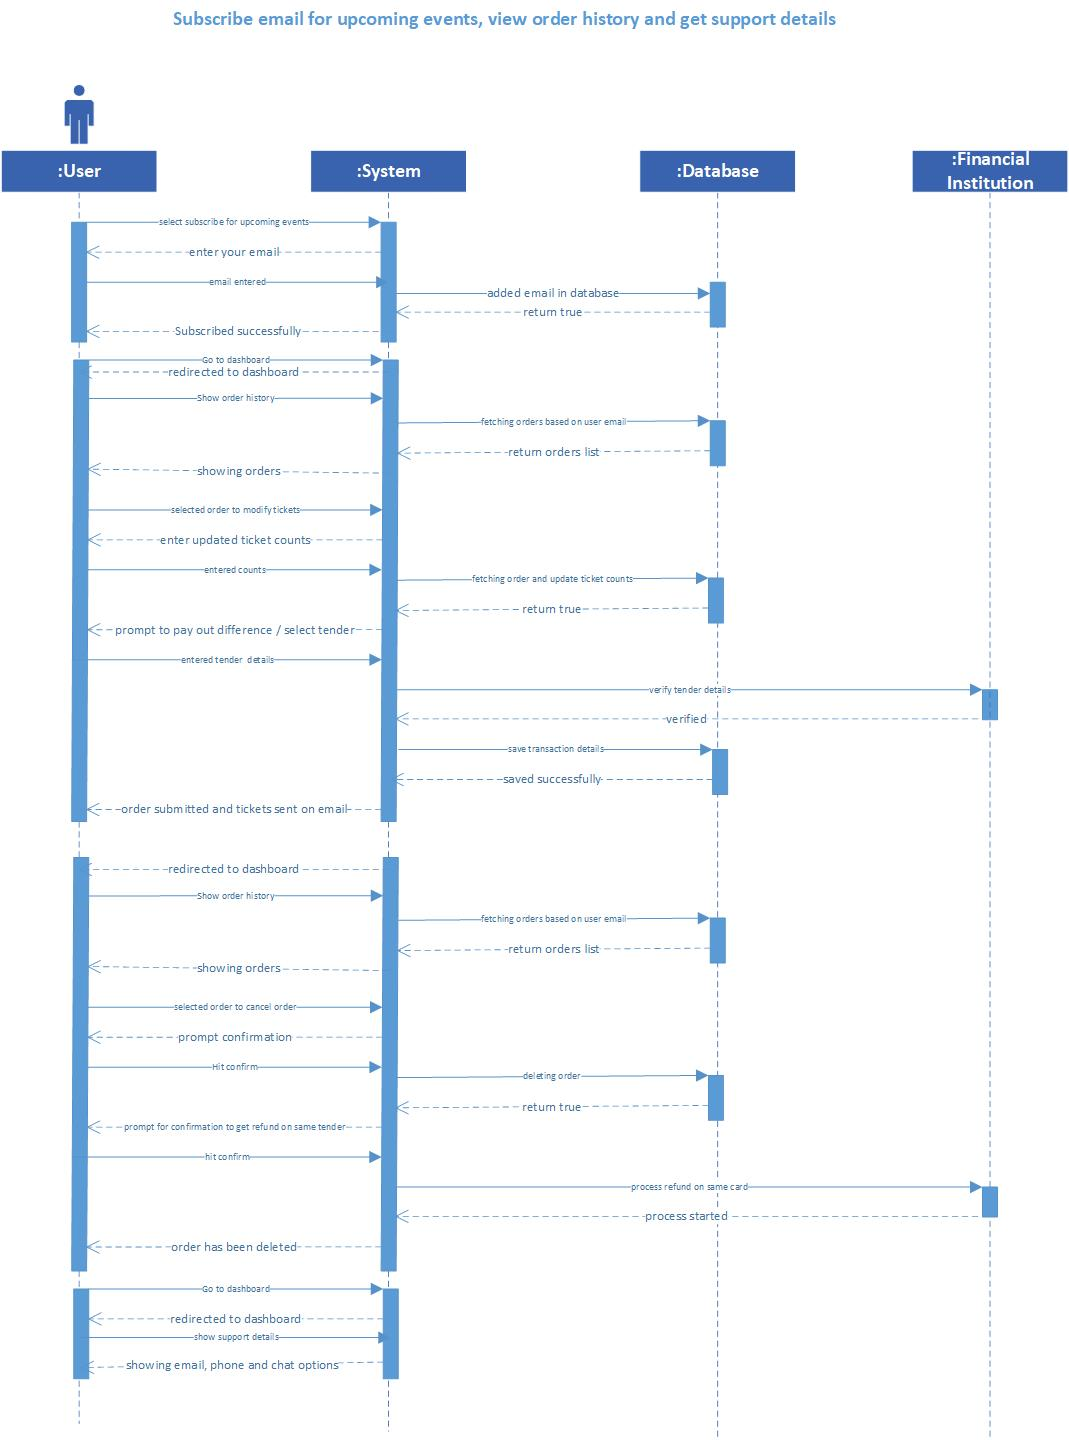 Subscribe email for upcoming events, view order history and get support details
:User
:System
:Database
:Financial
Institution
select subscribe for upcoming events
enter your email
email entered
added email in database
return true
Subscribed successfully
Go to dashboard
redirected to dashboard
Show order history
fetching orders based on user email
return orders list
showing orders
selected order to modify tickets
enter updated ticket counts
entered counts
fetching order and update ticket counts
return true
prompt to pay out difference / select tender
entered tender details
verify tender details
verified
save transaction details
saved successfully
order submitted and tickets sent on email
redirected to dashboard
Show order history
fetching orders based on user email
return orders list
showing orders
selected order to cancel order
prompt confirmation
Hit confirm
deleting order
return true
prompt for confirmation to get refund on same tender
hit confirm
process refund on same card
process started
order has been deleted
Go to dashboard
redirected to dashboard
show support details
showing email, phone and chat options